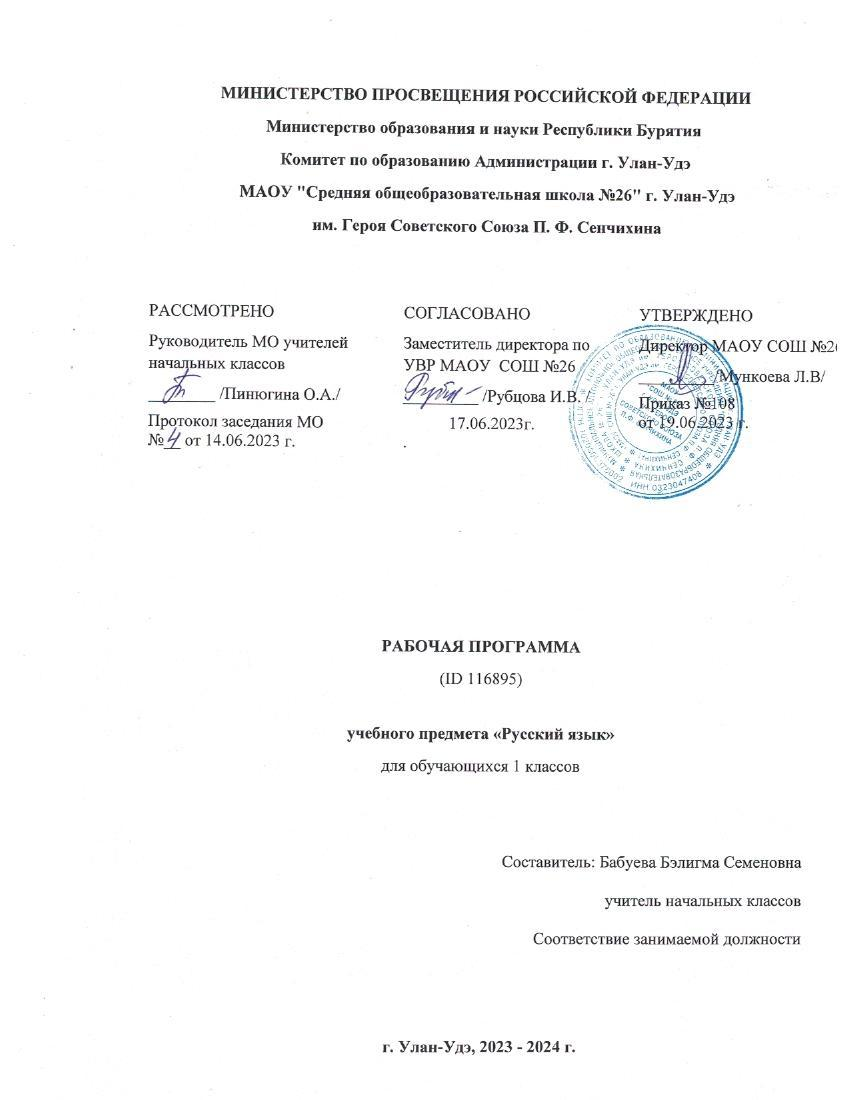 МИНИСТЕРСТВО ПРОСВЕЩЕНИЯ РОССИЙСКОЙ ФЕДЕРАЦИИ
Министерство образования и науки Республики Бурятия
Комитет по образованию Администрации г. Улан-Удэ
МАОУ "Средняя общеобразовательная школа №26" г. Улан-Удэ
им. Героя Советского Союза П. Ф. Сенчихина
РАССМОТРЕНО
Руководитель МО учителей
начальных классов
/Пинюгина О.А./
Протокол заседания МО
№4 от 14.06.2023 г.
СОГЛАСОВАНО
Заместитель директора по
УВР МАОУ СОШ №26
/Рубцова И.В./
17.06.2023г.
.
УТВЕРЖДЕНО
Директор МАОУ СОШ №26
/Мункоева Л.В/
Приказ №108
от 19.06.2023 г.
ИНН 0323047408
РАБОЧАЯ ПРОГРАММА
(ID 116895)
учебного предмета «Русский язык»
для обучающихся 1 классов
Составитель: Бабуева Бэлигма Семеновна
учитель начальных классов
Соответствие занимаемой должности
г. Улан-Удэ, 2023 - 2024 г.